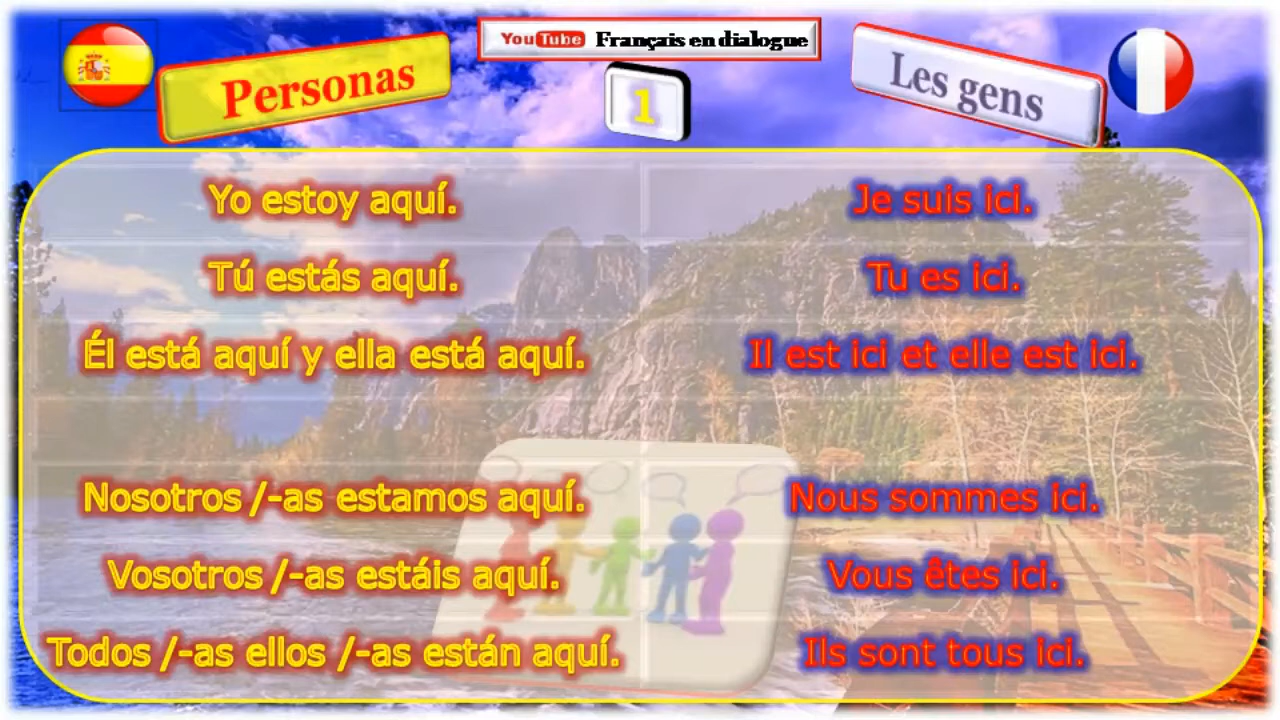 Personas
YouTube Français en dialogue
1
Les gens
Yo estoy aquí.
Je suis ici.
Tú estás aquí.
Tu es ici.
Él está aquí y ella está aquí.
Il est ici et elle est ici.
Nosotros /-as estamos aquí.
Nous sommes ici.
Vosotros /-as estáis aquí.
Vous êtes ici.
Todos /-as ellos /-as están aquí.
Ils sont tous ici.